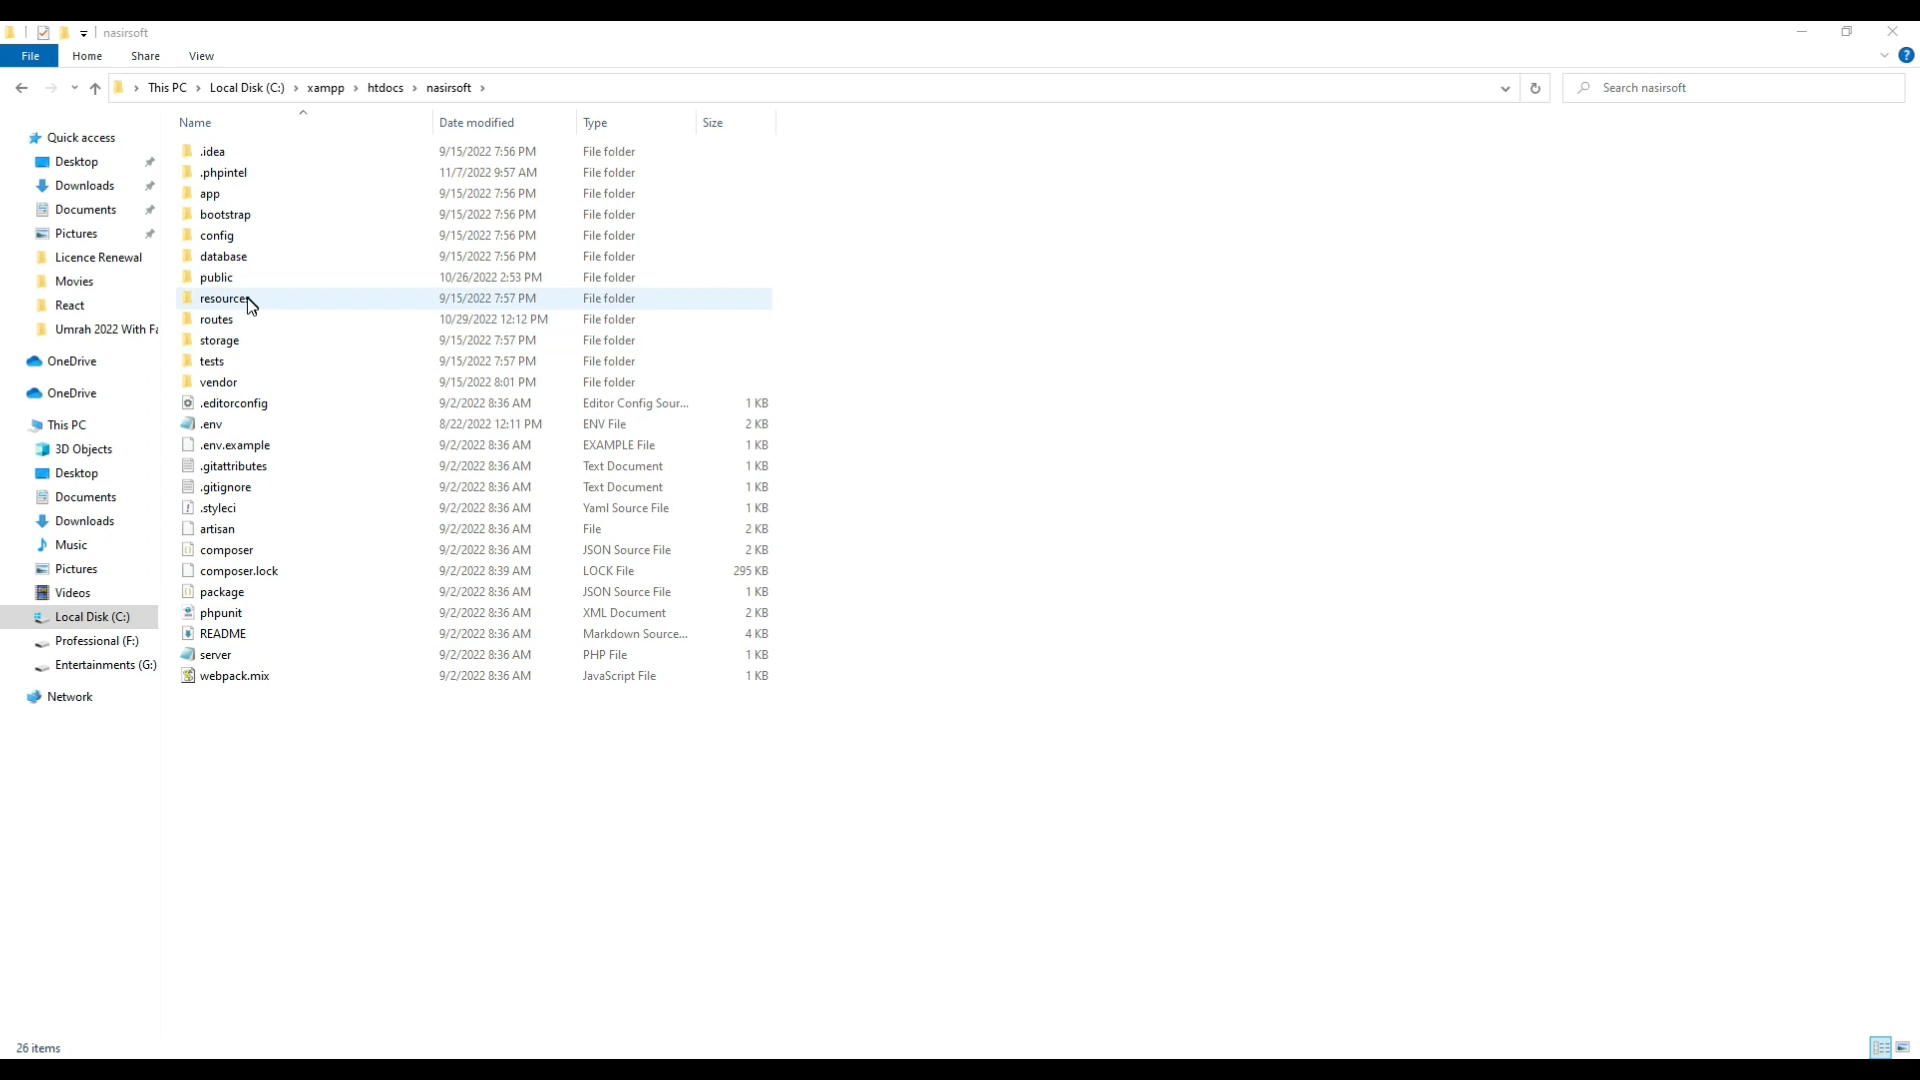 nasirsoft
File Home Share View
This PC > Local Disk (C:) > xampp > htdocs > nasirsoft >
Search nasirsoft
Name Date modified Type Size
Quick access
Desktop
Downloads
Documents
Pictures
Licence Renewal
Movies
React
Umrah 2022 With
OneDrive
OneDrive
This PC
3D Objects
Desktop
Documents
Downloads
Music
Pictures
Videos
Local Disk (C:)
Professional (F:)
Entertainments (G:)
Network
.idea 9/15/2022 7:56 PM File folder
.phpintel 11/7/2022 9:57 AM File folder
app 9/15/2022 7:56 PM File folder
bootstrap 9/15/2022 7:56 PM File folder
config 9/15/2022 7:56 PM File folder
database 9/15/2022 7:56 PM File folder
public 10/26/2022 2:53 PM File folder
resources 9/15/2022 7:57 PM File folder
routes 10/29/2022 12:12 PM File folder
storage 9/15/2022 7:57 PM File folder
tests 9/15/2022 7:57 PM File folder
vendor 9/15/2022 8:01 PM File folder
.editorconfig 9/2/2022 8:36 AM Editor Config Sour... 1 KB
.env 8/22/2022 12:11 PM ENV File 2 KB
.env.example 9/2/2022 8:36 AM EXAMPLE File 1 KB
.gitattributes 9/2/2022 8:36 AM Text Document 1 KB
.gitignore 9/2/2022 8:36 AM Text Document 1 KB
.styleci 9/2/2022 8:36 AM Yaml Source File 1 KB
artisan 9/2/2022 8:36 AM File 2 KB
composer 9/2/2022 8:36 AM JSON Source File 2 KB
composer.lock 9/2/2022 8:39 AM LOCK File 295 KB
package 9/2/2022 8:36 AM JSON Source File 1 KB
phpunit 9/2/2022 8:36 AM XML Document 2 KB
README 9/2/2022 8:36 AM Markdown Source... 4 KB
server 9/2/2022 8:36 AM PHP File 1 KB
webpack.mix 9/2/2022 8:36 AM JavaScript File 1 KB
26 items